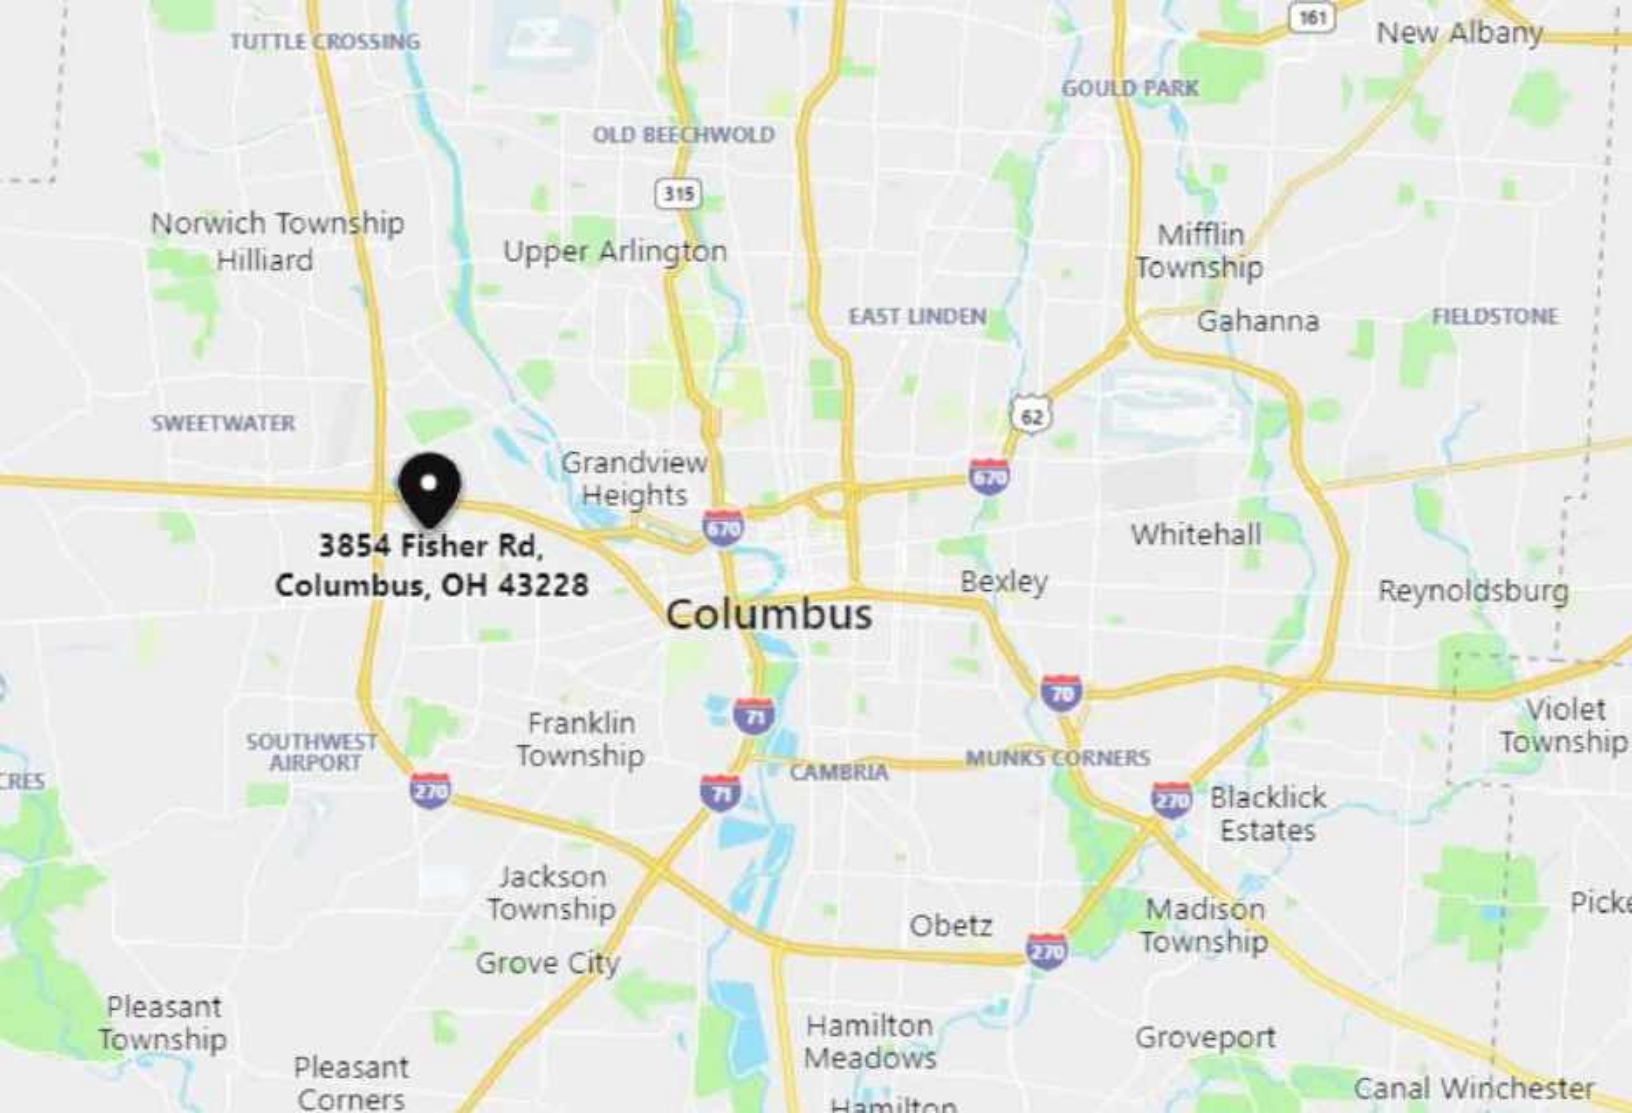 161
New Albany
TUTTLE CROSSING
GOULD PARK
OLD BEECHWOLD
315
Norwich Township
Hilliard
Upper Arlington
Mifflin
Township
EAST LINDEN
Gahanna
FIELDSTONE
SWEETWATER
62
Grandview
Heights
670
670
3854 Fisher Rd,
Columbus, OH 43228
Whitehall
Bexley
Reynoldsburg
Columbus
70
71
Franklin
Township
Violet
Township
SOUTHWEST
AIRPORT
MUNKS CORNERS
CAMBRIA
CRES
270
71
270
Blacklick
Estates
Jackson
Township
Obetz
Madison
Township
Picke
270
Grove City
Pleasant
Township
Hamilton
Meadows
Groveport
Pleasant
Corners
Canal Winchester
Hamilton